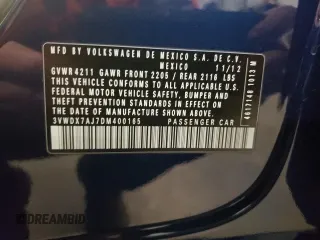 MFD BY VOLKSWAGEN DE MEXICO S.A. DE C.V.
MEXICO 11/12
GVWR 4211 GAWR FRONT 2205 / REAR 2116 LBS
THIS VEHICLE CONFORMS TO ALL APPLICABLE U.S.
FEDERAL MOTOR VEHICLE SAFETY, BUMPER AND
THEFT PREVENTION STANDARDS IN EFFECT ON THE
DATE OF MANUFACTURE SHOWN ABOVE.
3VWDX7AJ7DM400165 PASSENGER CAR
4617140 013 M
DREAMBID